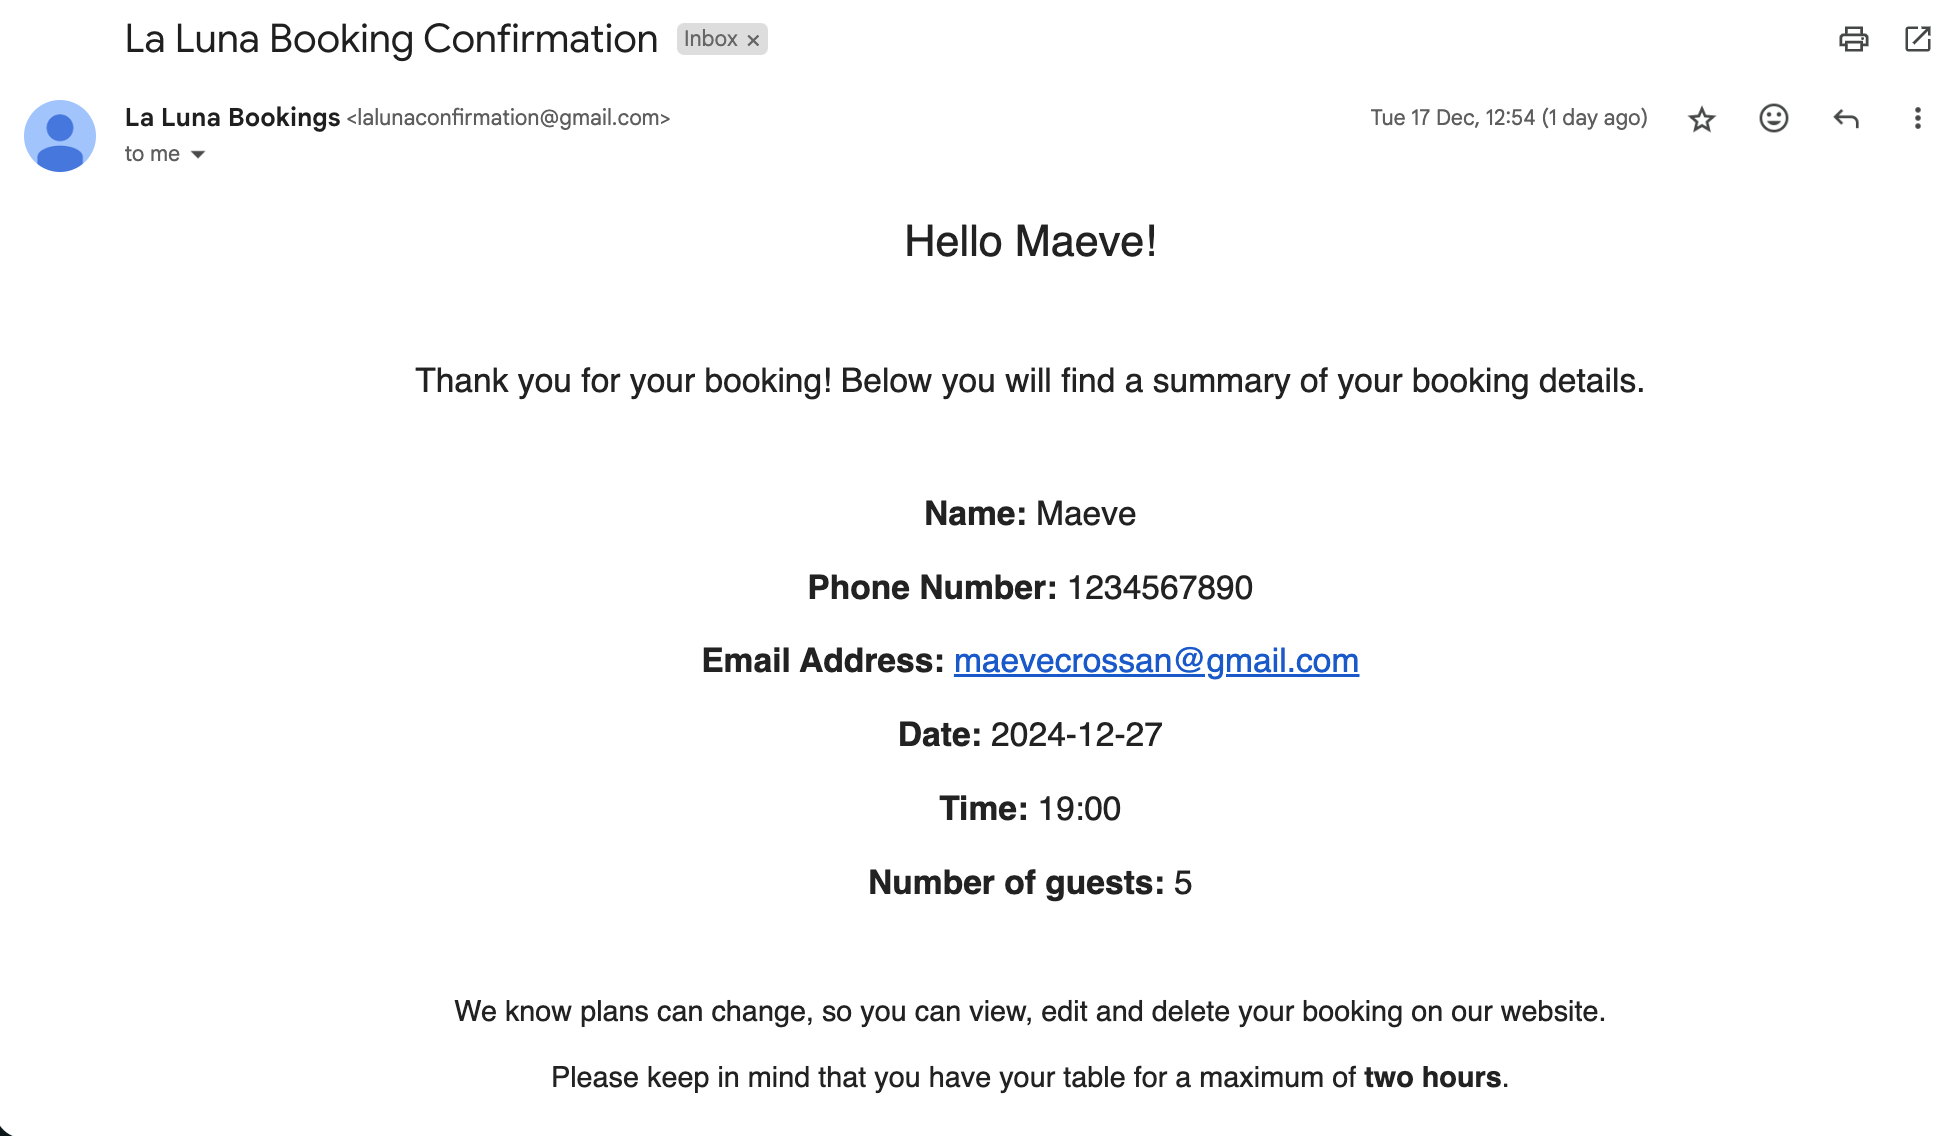 La Luna Booking Confirmation Inbox ×
La Luna Bookings <lalunaconfirmation@gmail.com> Tue 17 Dec, 12:54 (1 day ago)
to me
Hello Maeve!
Thank you for your booking! Below you will find a summary of your booking details.
Name: Maeve
Phone Number: 1234567890
Email Address: maevecrossan@gmail.com
Date: 2024-12-27
Time: 19:00
Number of guests: 5
We know plans can change, so you can view, edit and delete your booking on our website.
Please keep in mind that you have your table for a maximum of two hours.